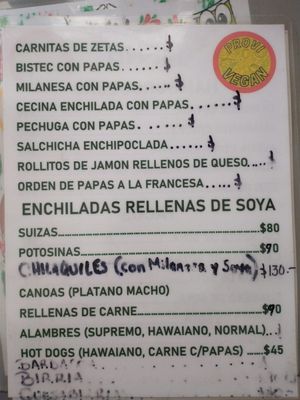 CARNITAS DE ZETAS......$
BISTEC CON PAPAS......$
MILANESA CON PAPAS.....$
CECINA ENCHILADA CON PAPAS.....$
PECHUGA CON PAPAS ......$
SALCHICHA ENCHIPOCLADA.....$
ROLLITOS DE JAMON RELLENOS DE QUESO...$
ORDEN DE PAPAS A LA FRANCESA....$
PROVI VEGAN
ENCHILADAS RELLENAS DE SOYA
SUIZAS$80
POTOSINAS$90
CHILAQUILES (con Milanesa y Soya) $130.-
CANOAS (PLATANO MACHO)
RELLENAS DE CARNE$90
ALAMBRES (SUPREMO, HAWAIANO, NORMAL)..$
HOT DOGS (HAWAIANO, CARNE C/PAPAS)$45
BIRRIA